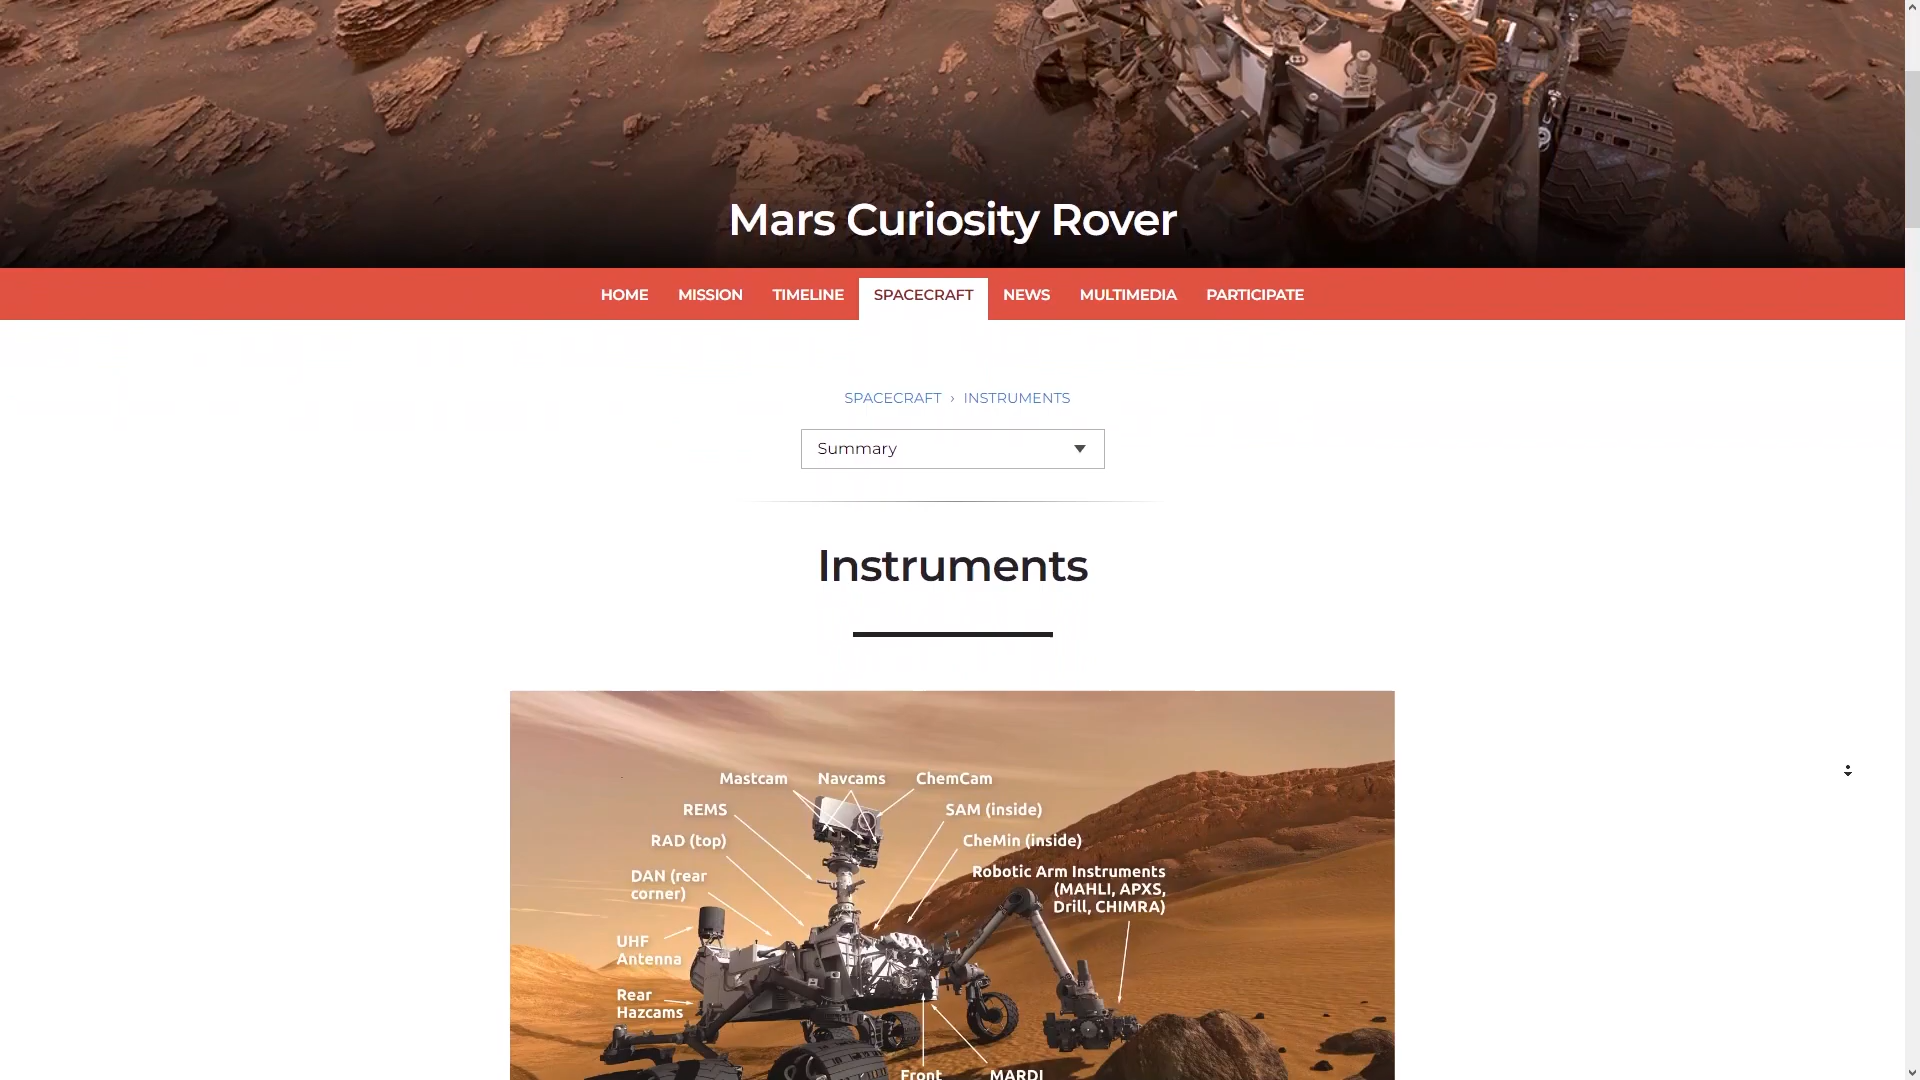 Mars Curiosity Rover
HOME MISSION TIMELINE SPACECRAFT NEWS MULTIMEDIA PARTICIPATE
SPACECRAFT › INSTRUMENTS
Summary
Instruments
Mastcam Navcams ChemCam
REMS SAM (inside)
RAD (top) CheMin (inside)
DAN (rear
corner)
Robotic Arm Instruments
(MAHLI, APXS,
Drill, CHIMRA)
UHF
Antenna
Rear
Hazcams
Front MARDI